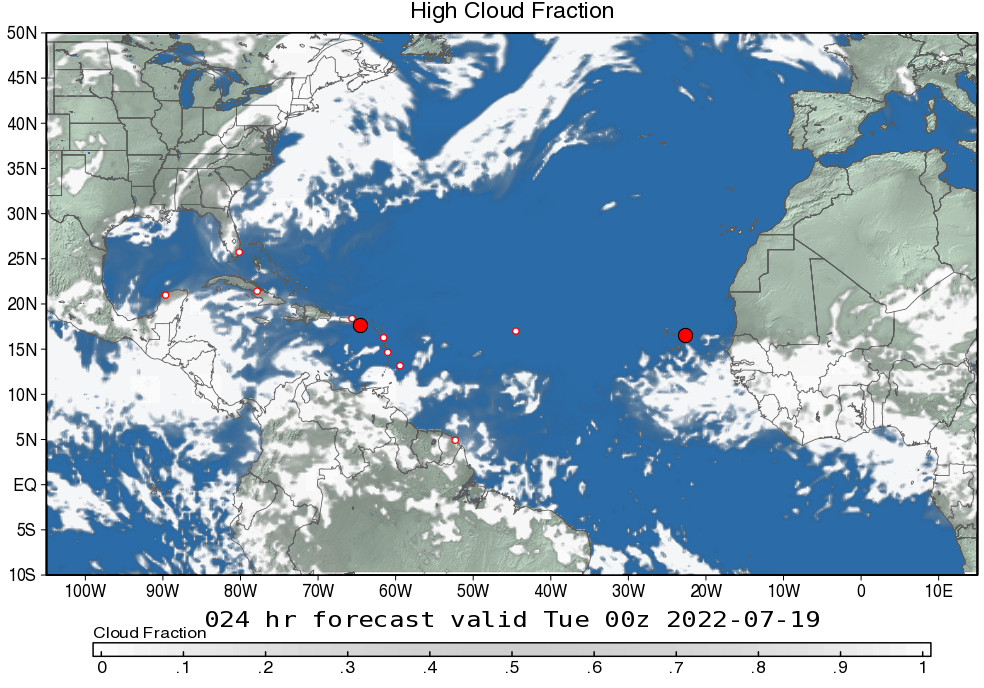 High Cloud Fraction
50N
45N
40N
35N
30N
25N
20N
15N
10N
5N
EQ
5S
10S
100W 90W 80W 70W 60W 50W 40W 30W 20W 10W 0 10E
024 hr forecast valid Tue 00z 2022-07-19
Cloud Fraction
0 .1 .2 .3 .4 .5 .6 .7 .8 .9 1